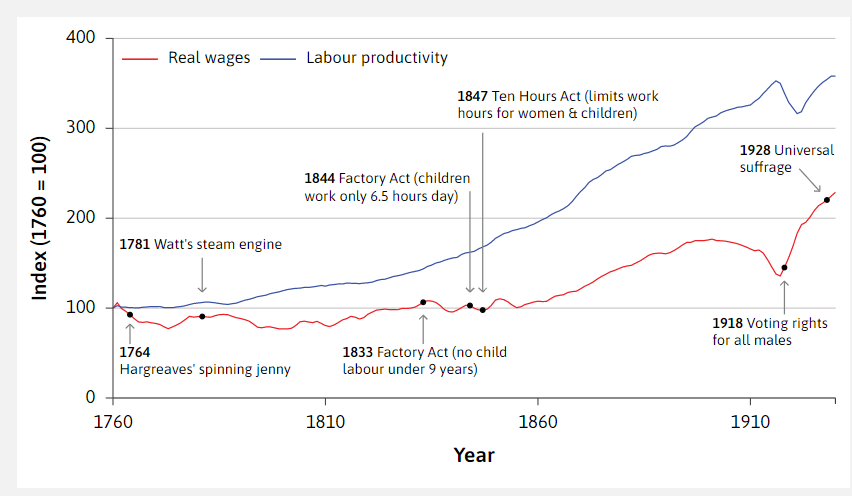 400
Real wages
Labour productivity
1847 Ten Hours Act (limits work
hours for women & children)
300
1928 Universal
suffrage
1844 Factory Act (children
work only 6.5 hours day)
200
1781 Watt's steam engine
Index (1760 = 100)
100
1764
Hargreaves' spinning jenny
1833 Factory Act (no child
labour under 9 years)
1918 Voting rights
for all males
0
1760
1810
1860
1910
Year